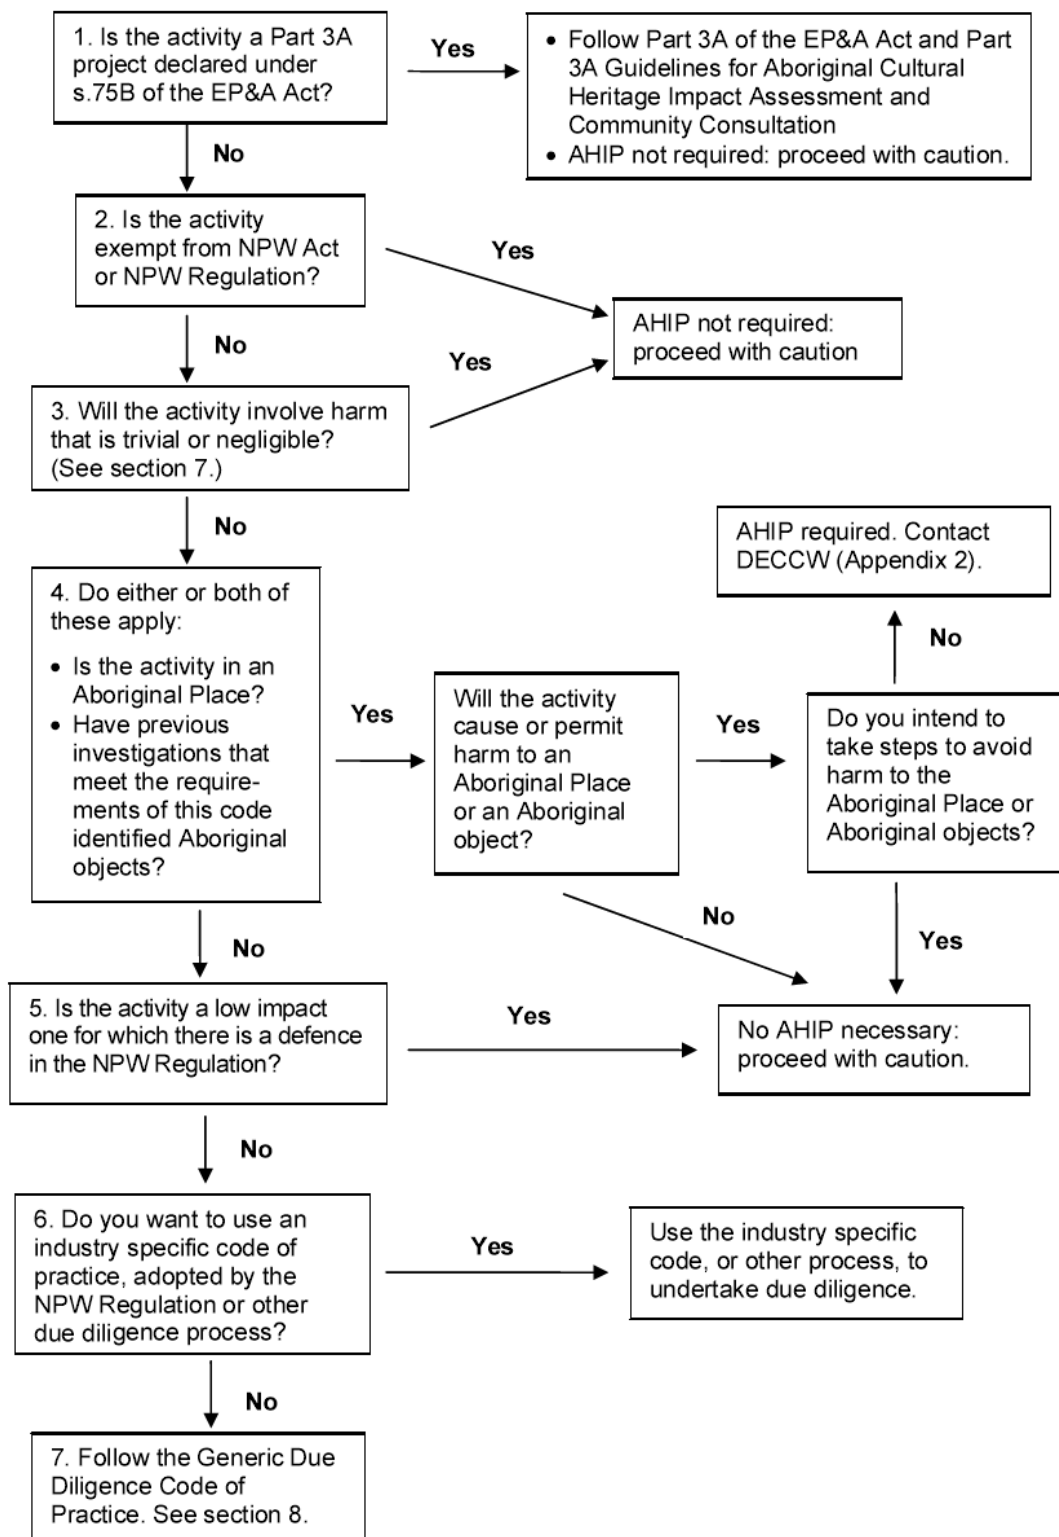 1. Is the activity a Part 3A
project declared under
s.75B of the EP&A Act?
Yes
• Follow Part 3A of the EP&A Act and Part
3A Guidelines for Aboriginal Cultural
Heritage Impact Assessment and
Community Consultation
• AHIP not required: proceed with caution.
No
2. Is the activity
exempt from NPW Act
or NPW Regulation?
Yes
AHIP not required:
proceed with caution
No
Yes
3. Will the activity involve harm
that is trivial or negligible?
(See section 7.)
No
AHIP required. Contact
DECCW (Appendix 2).
No
4. Do either or both of
these apply:
• Is the activity in an
Aboriginal Place?
• Have previous
investigations that
meet the require-
ments of this code
identified Aboriginal
objects?
Yes
Will the activity
cause or permit
harm to an
Aboriginal Place
or an Aboriginal
object?
Yes
Do you intend to
take steps to avoid
harm to the
Aboriginal Place or
Aboriginal objects?
No
Yes
No
5. Is the activity a low impact
one for which there is a defence
in the NPW Regulation?
Yes
No AHIP necessary:
proceed with caution.
No
6. Do you want to use an
industry specific code of
practice, adopted by the
NPW Regulation or other
due diligence process?
Yes
Use the industry specific
code, or other process, to
undertake due diligence.
No
7. Follow the Generic Due
Diligence Code of
Practice. See section 8.